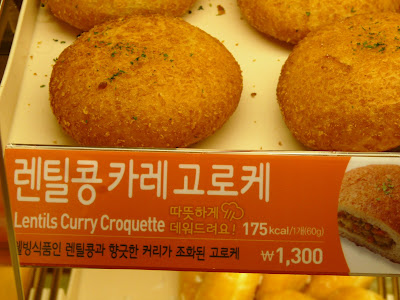 렌틸콩 카레 고로케
Lentils Curry Croquette 따뜻하게 데워드려요! 175 kcal/1개(60g)
웰빙식품인 렌틸콩과 향긋한 커리가 조화된 고로케 ₩1,300